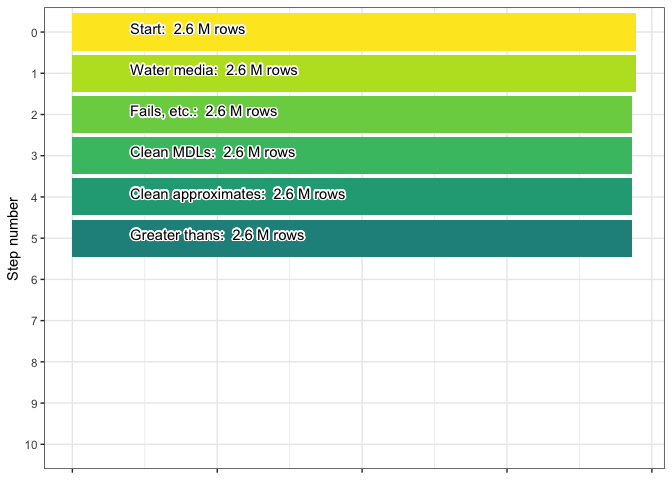 0 Start:  2.6 M rows
1 Water media:  2.6 M rows
2 Fails, etc.:  2.6 M rows
3 Clean MDLs:  2.6 M rows
4 Clean approximates:  2.6 M rows
5 Greater thans:  2.6 M rows
6
7
8
9
10
Step number